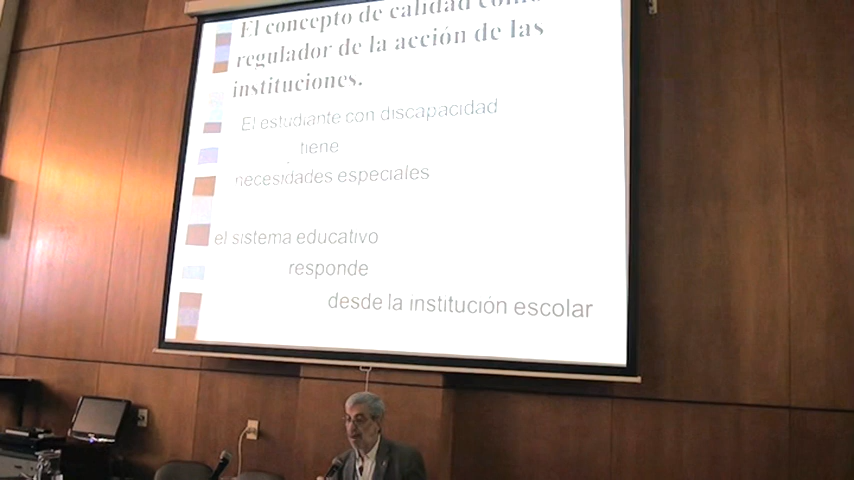 El concepto de calidad como
regulador de la acción de las
instituciones.
El estudiante con discapacidad
tiene
necesidades especiales
el sistema educativo
responde
desde la institución escolar